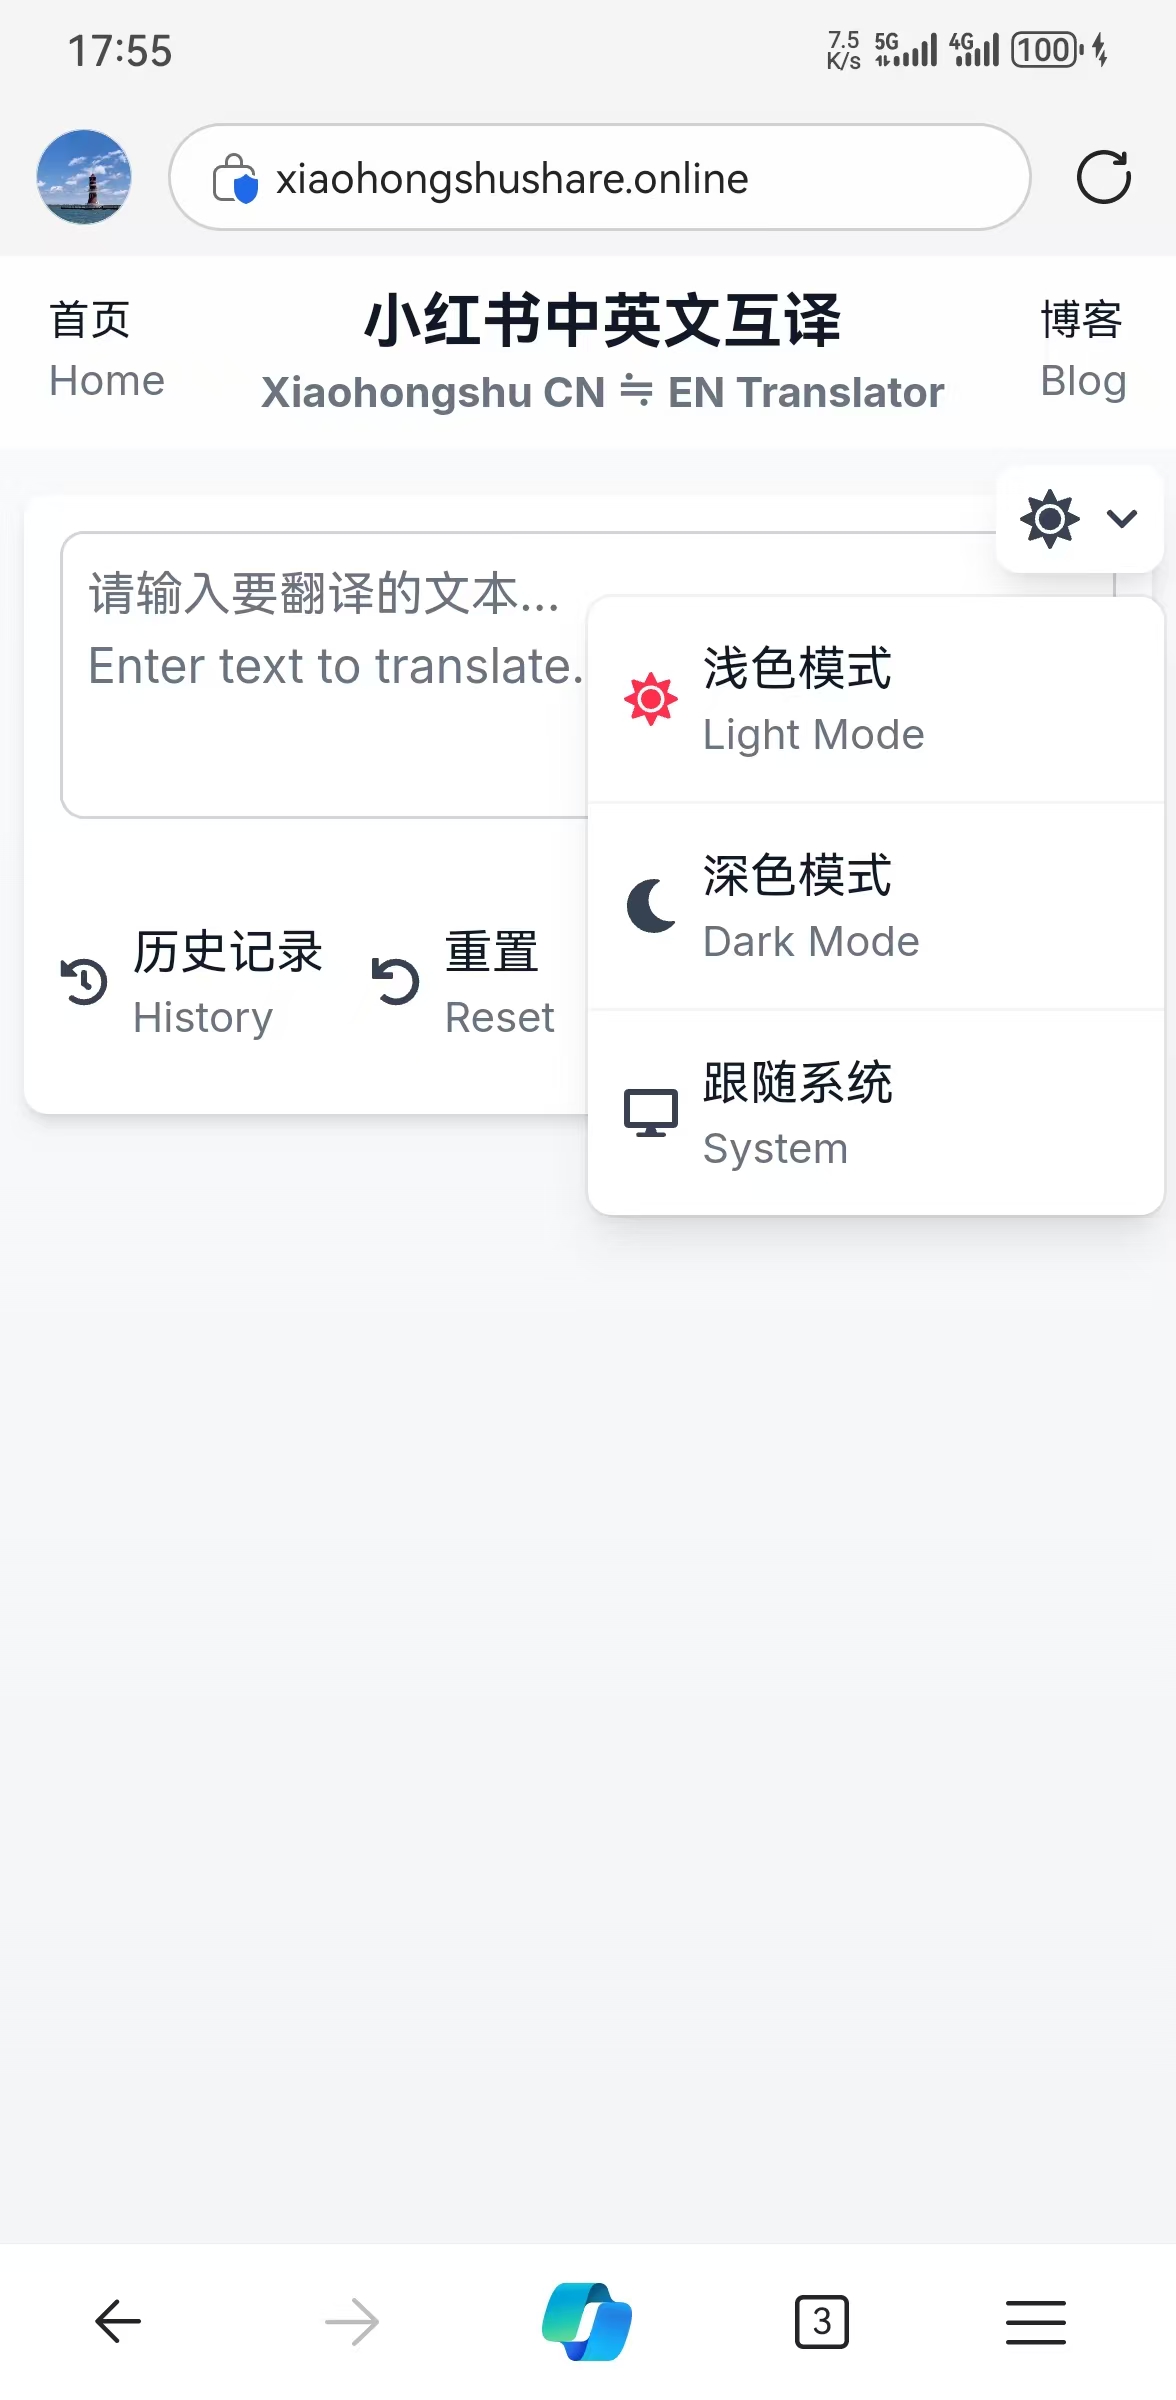 17:55
7.5
K/s
5G
4G
100
xiaohongshushare.online
首页
Home
小红书中英文互译
Xiaohongshu CN ≒ EN Translator
博客
Blog
请输入要翻译的文本...
Enter text to translate.
浅色模式
Light Mode
深色模式
Dark Mode
跟随系统
System
历史记录
History
重置
Reset
3